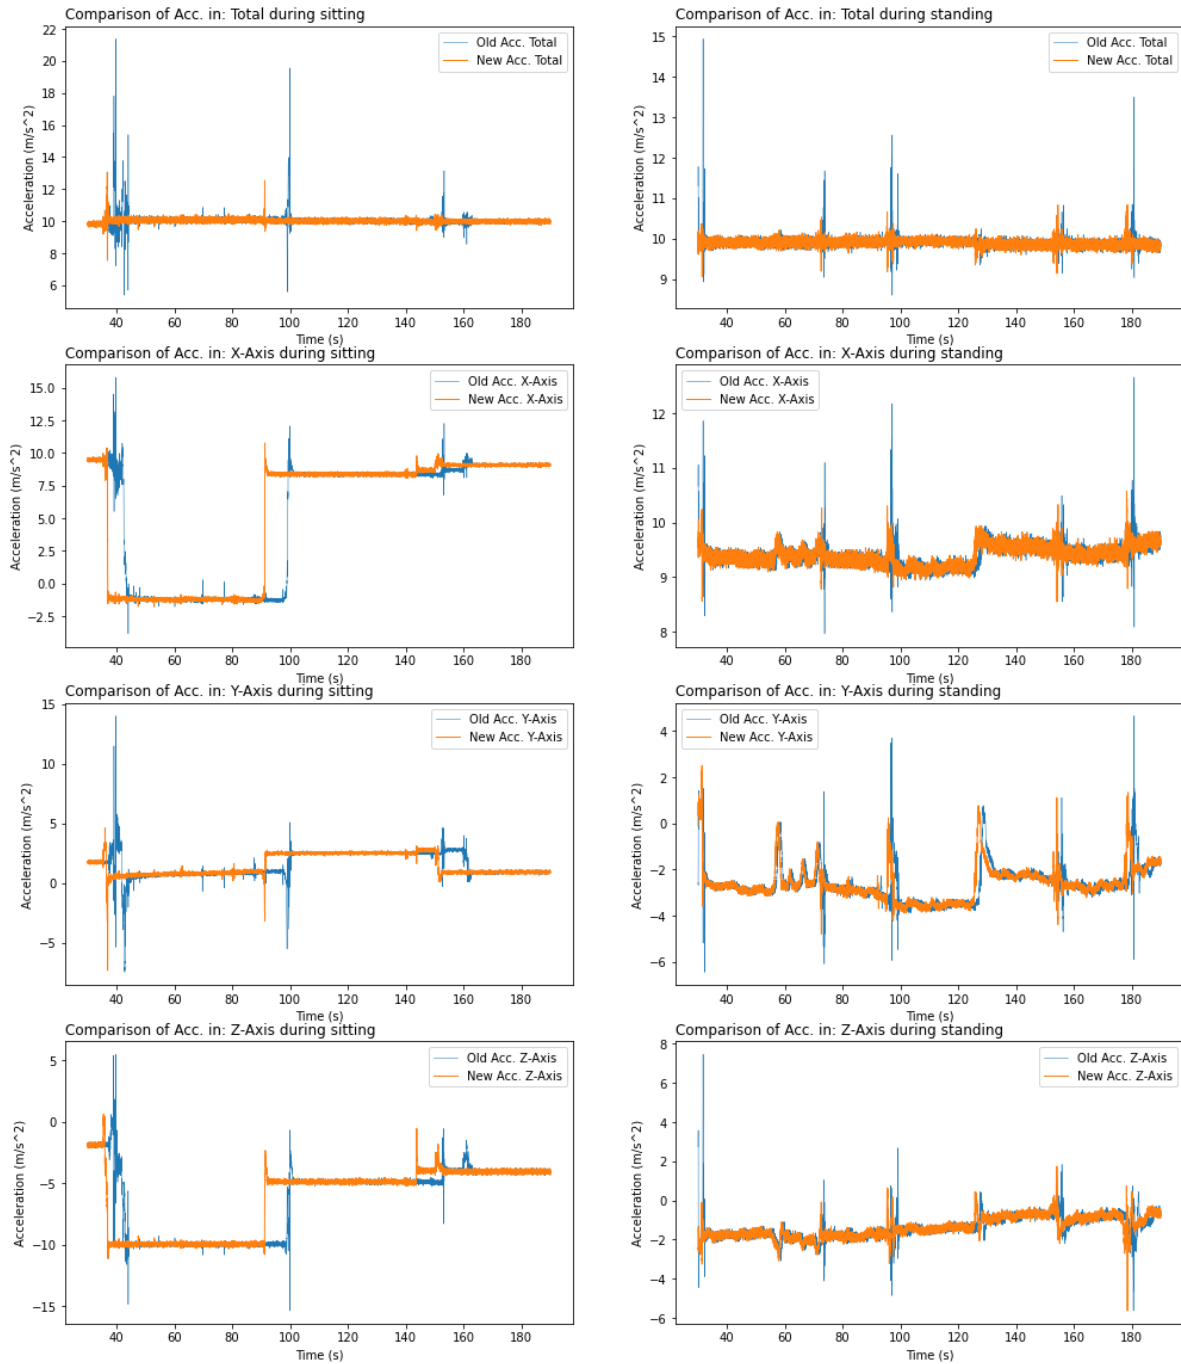 Comparison of Acc. in: Total during sitting
Acceleration (m/s^2)
22
20
18
16
14
12
10
8
6
Old Acc. Total
New Acc. Total
40 60 80 100 120 140 160 180
Time (s)
Comparison of Acc. in: Total during standing
Acceleration (m/s^2)
15
14
13
12
11
10
9
Old Acc. Total
New Acc. Total
40 60 80 100 120 140 160 180
Time (s)
Comparison of Acc. in: X-Axis during sitting
Acceleration (m/s^2)
15.0
12.5
10.0
7.5
5.0
2.5
0.0
−2.5
Old Acc. X-Axis
New Acc. X-Axis
40 60 80 100 120 140 160 180
Time (s)
Comparison of Acc. in: X-Axis during standing
Acceleration (m/s^2)
12
11
10
9
8
Old Acc. X-Axis
New Acc. X-Axis
40 60 80 100 120 140 160 180
Time (s)
Comparison of Acc. in: Y-Axis during sitting
Acceleration (m/s^2)
15
10
5
0
−5
Old Acc. Y-Axis
New Acc. Y-Axis
40 60 80 100 120 140 160 180
Time (s)
Comparison of Acc. in: Y-Axis during standing
Acceleration (m/s^2)
4
2
0
−2
−4
−6
Old Acc. Y-Axis
New Acc. Y-Axis
40 60 80 100 120 140 160 180
Time (s)
Comparison of Acc. in: Z-Axis during sitting
Acceleration (m/s^2)
5
0
−5
−10
−15
Old Acc. Z-Axis
New Acc. Z-Axis
40 60 80 100 120 140 160 180
Time (s)
Comparison of Acc. in: Z-Axis during standing
Acceleration (m/s^2)
8
6
4
2
0
−2
−4
−6
Old Acc. Z-Axis
New Acc. Z-Axis
40 60 80 100 120 140 160 180
Time (s)